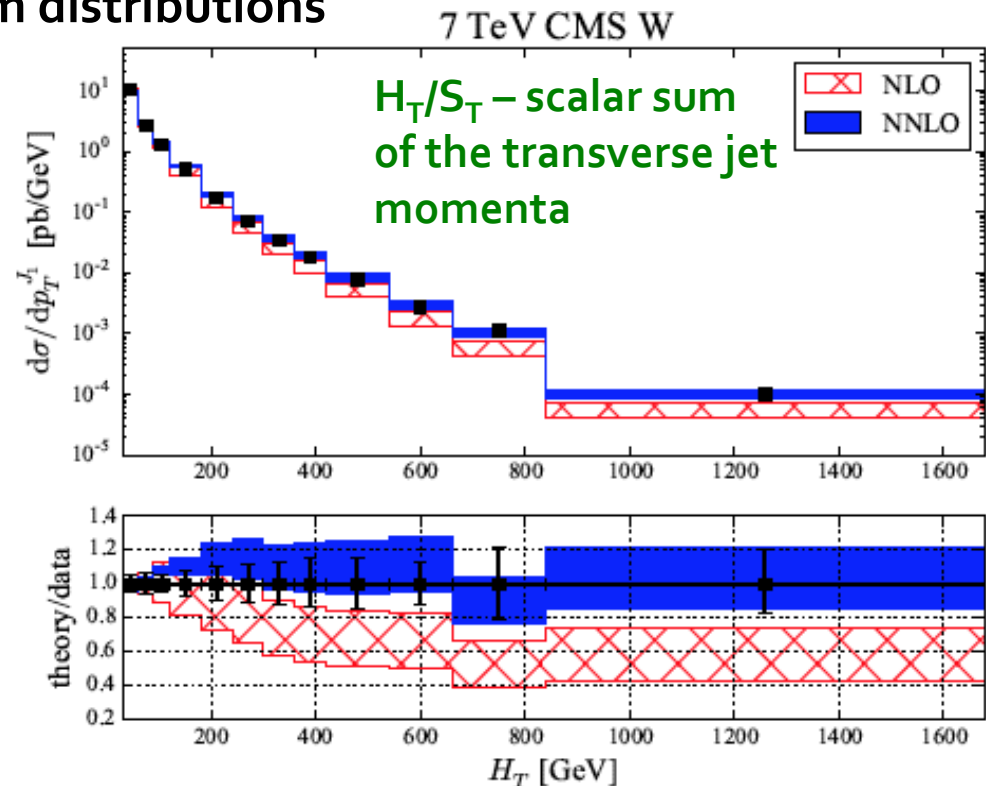 m distributions
7 TeV CMS W
H_T/S_T – scalar sum
of the transverse jet
momenta
NLO
NNLO
dσ/dp_T^{J_1} [pb/GeV]
10^1
10^0
10^-1
10^-2
10^-3
10^-4
10^-5
200 400 600 800 1000 1200 1400 1600
theory/data
1.4
1.2
1.0
0.8
0.6
0.4
0.2
200 400 600 800 1000 1200 1400 1600
H_T [GeV]